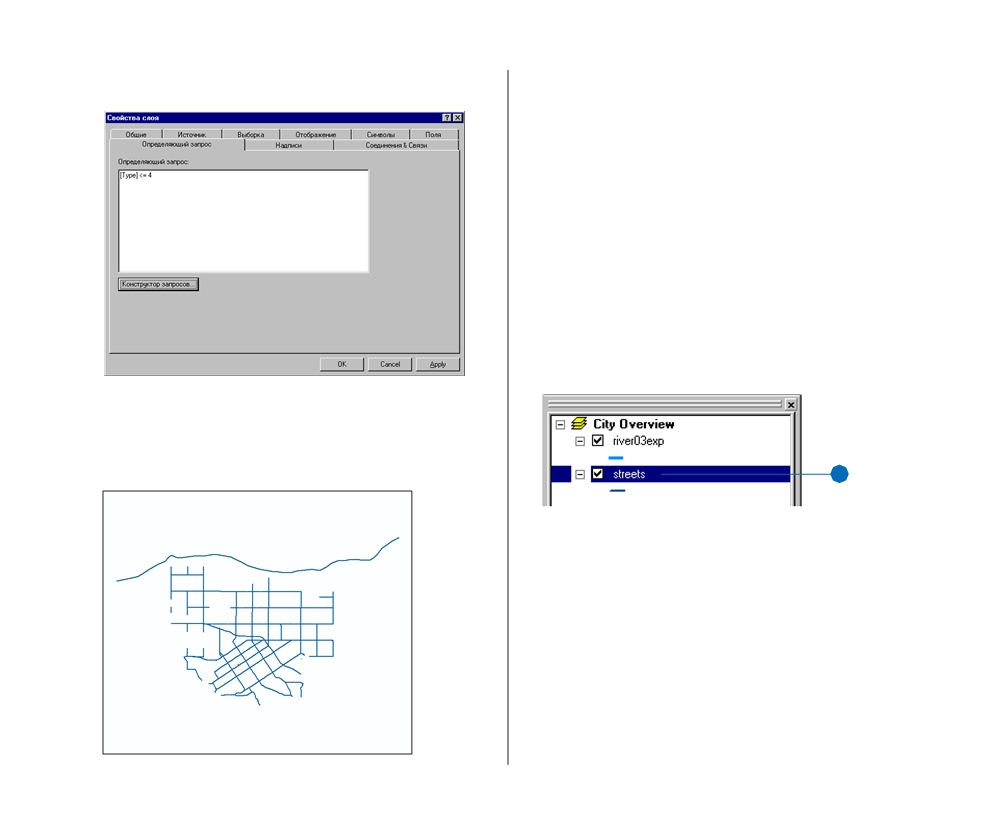 Свойства слоя
Общие Источник Выборка Отображение Символы Поля
Определяющий запрос Надписи Соединения & Связи
Определяющий запрос:
[Type] <= 4
Конструктор запросов...
OK Cancel Apply
City Overview
river03exp
streets